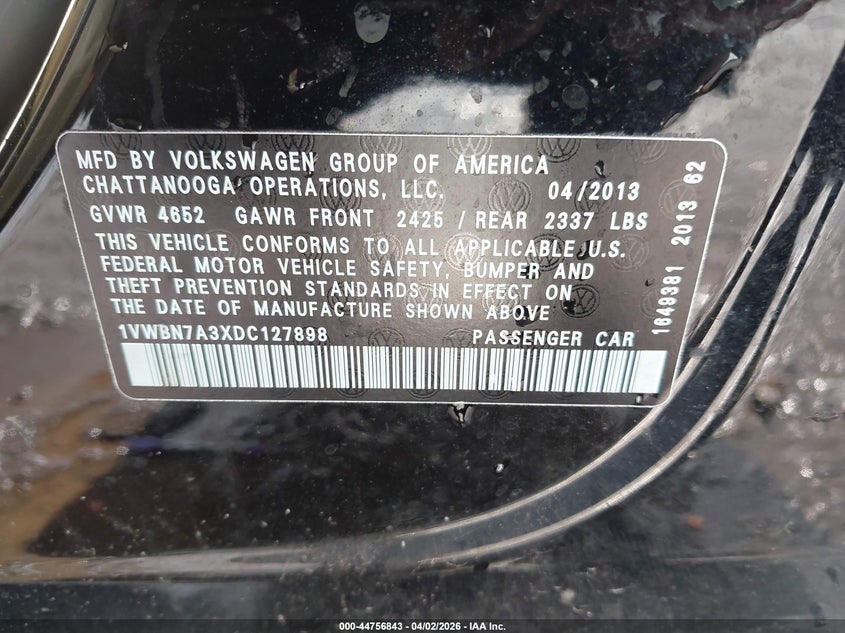 MFD BY VOLKSWAGEN GROUP OF AMERICA
CHATTANOOGA OPERATIONS, LLC. 04/2013
GVWR 4652 GAWR FRONT 2425 / REAR 2337 LBS
THIS VEHICLE CONFORMS TO ALL APPLICABLE U.S.
FEDERAL MOTOR VEHICLE SAFETY, BUMPER AND
THEFT PREVENTION STANDARDS IN EFFECT ON
THE DATE OF MANUFACTURE SHOWN ABOVE
1VWBN7A3XDC127898 PASSENGER CAR
1649381 2013 62
000-44756843 - 04/02/2026 - IAA Inc.